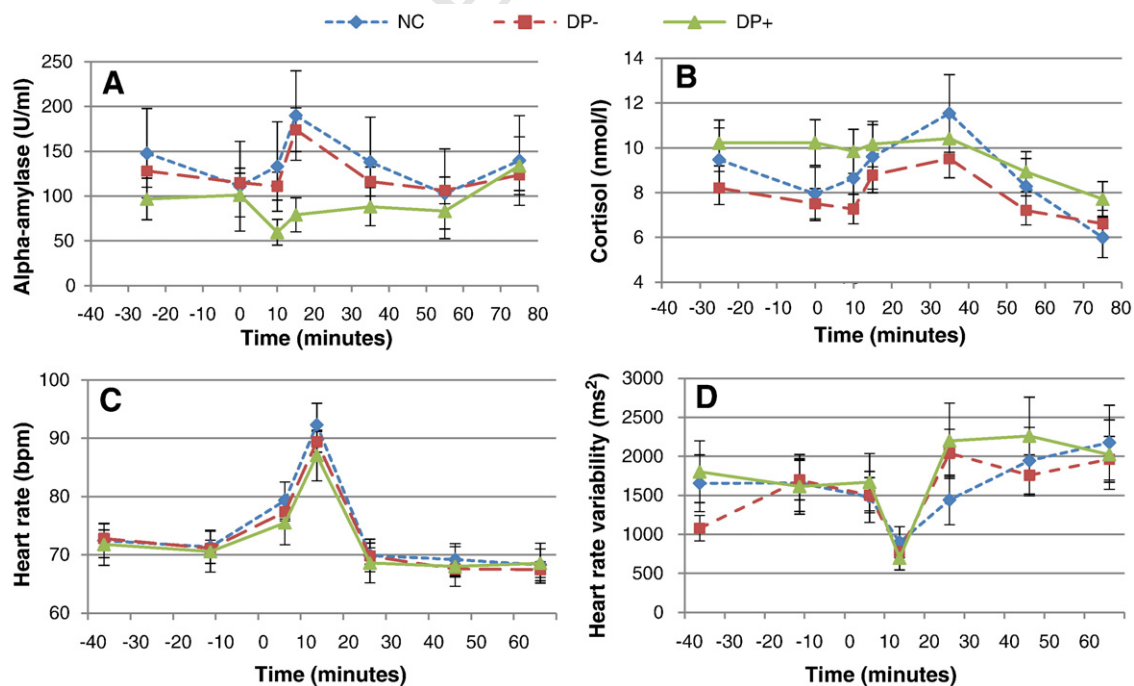 NC DP- DP+
A
Alpha-amylase (U/ml)
250
200
150
100
50
0
-40 -30 -20 -10 0 10 20 30 40 50 60 70 80
Time (minutes)
B
Cortisol (nmol/l)
14
12
10
8
6
4
-40 -30 -20 -10 0 10 20 30 40 50 60 70 80
Time (minutes)
C
Heart rate (bpm)
100
90
80
70
60
-40 -30 -20 -10 0 10 20 30 40 50 60
Time (minutes)
D
Heart rate variability (ms²)
3000
2500
2000
1500
1000
500
0
-40 -30 -20 -10 0 10 20 30 40 50 60
Time (minutes)